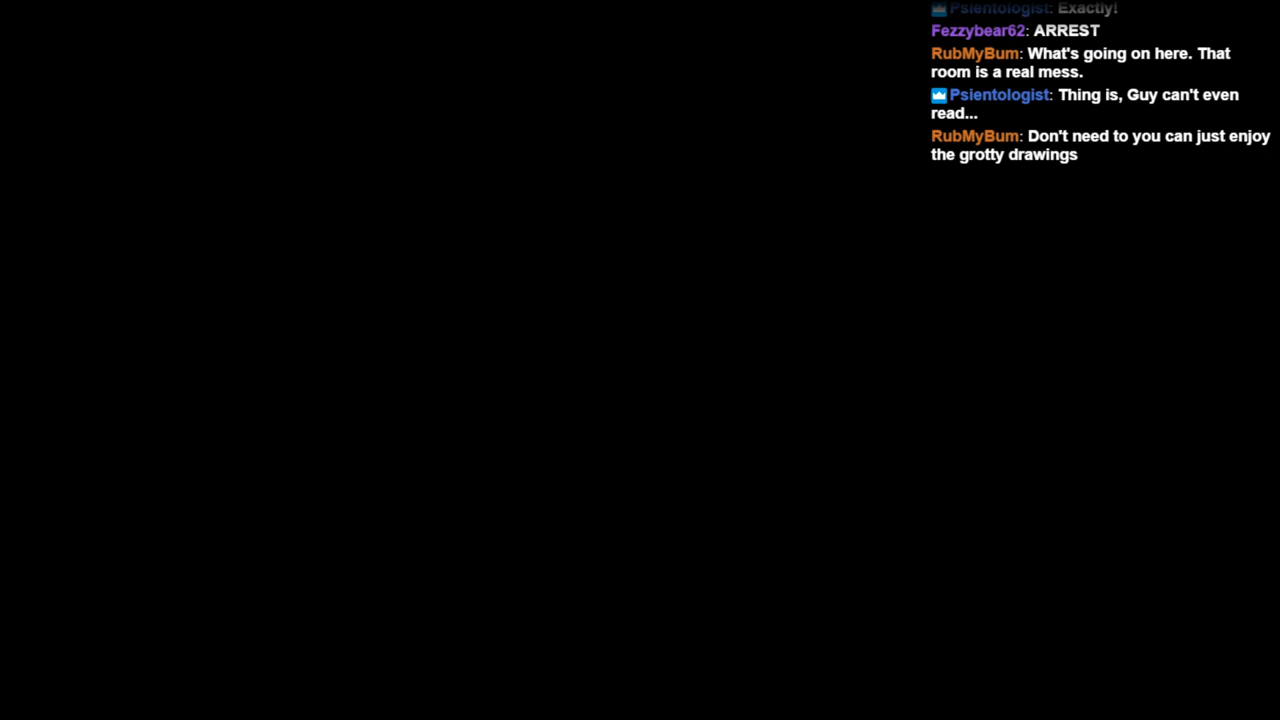 Psientologist: Exactly!
Fezzybear62: ARREST
RubMyBum: What's going on here. That
room is a real mess.
Psientologist: Thing is, Guy can't even
read...
RubMyBum: Don't need to you can just enjoy
the grotty drawings